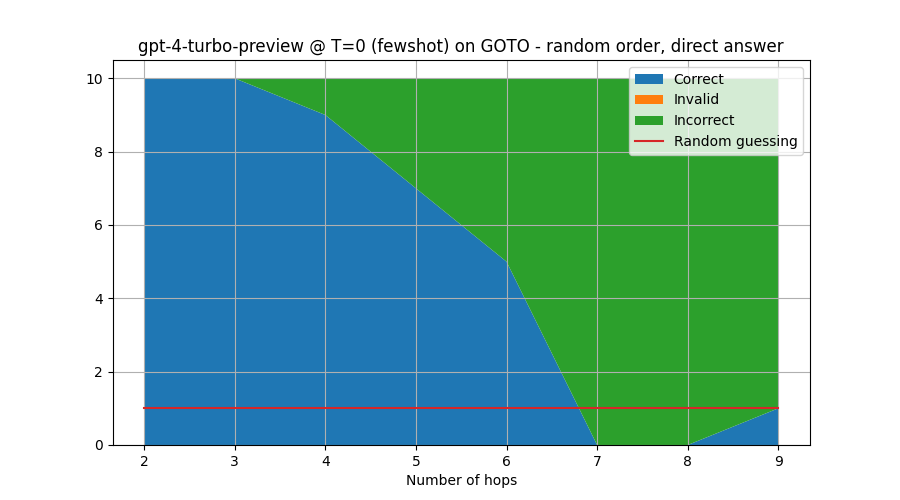 gpt-4-turbo-preview @ T=0 (fewshot) on GOTO - random order, direct answer
Correct
Invalid
Incorrect
Random guessing
10
8
6
4
2
0
2 3 4 5 6 7 8 9
Number of hops